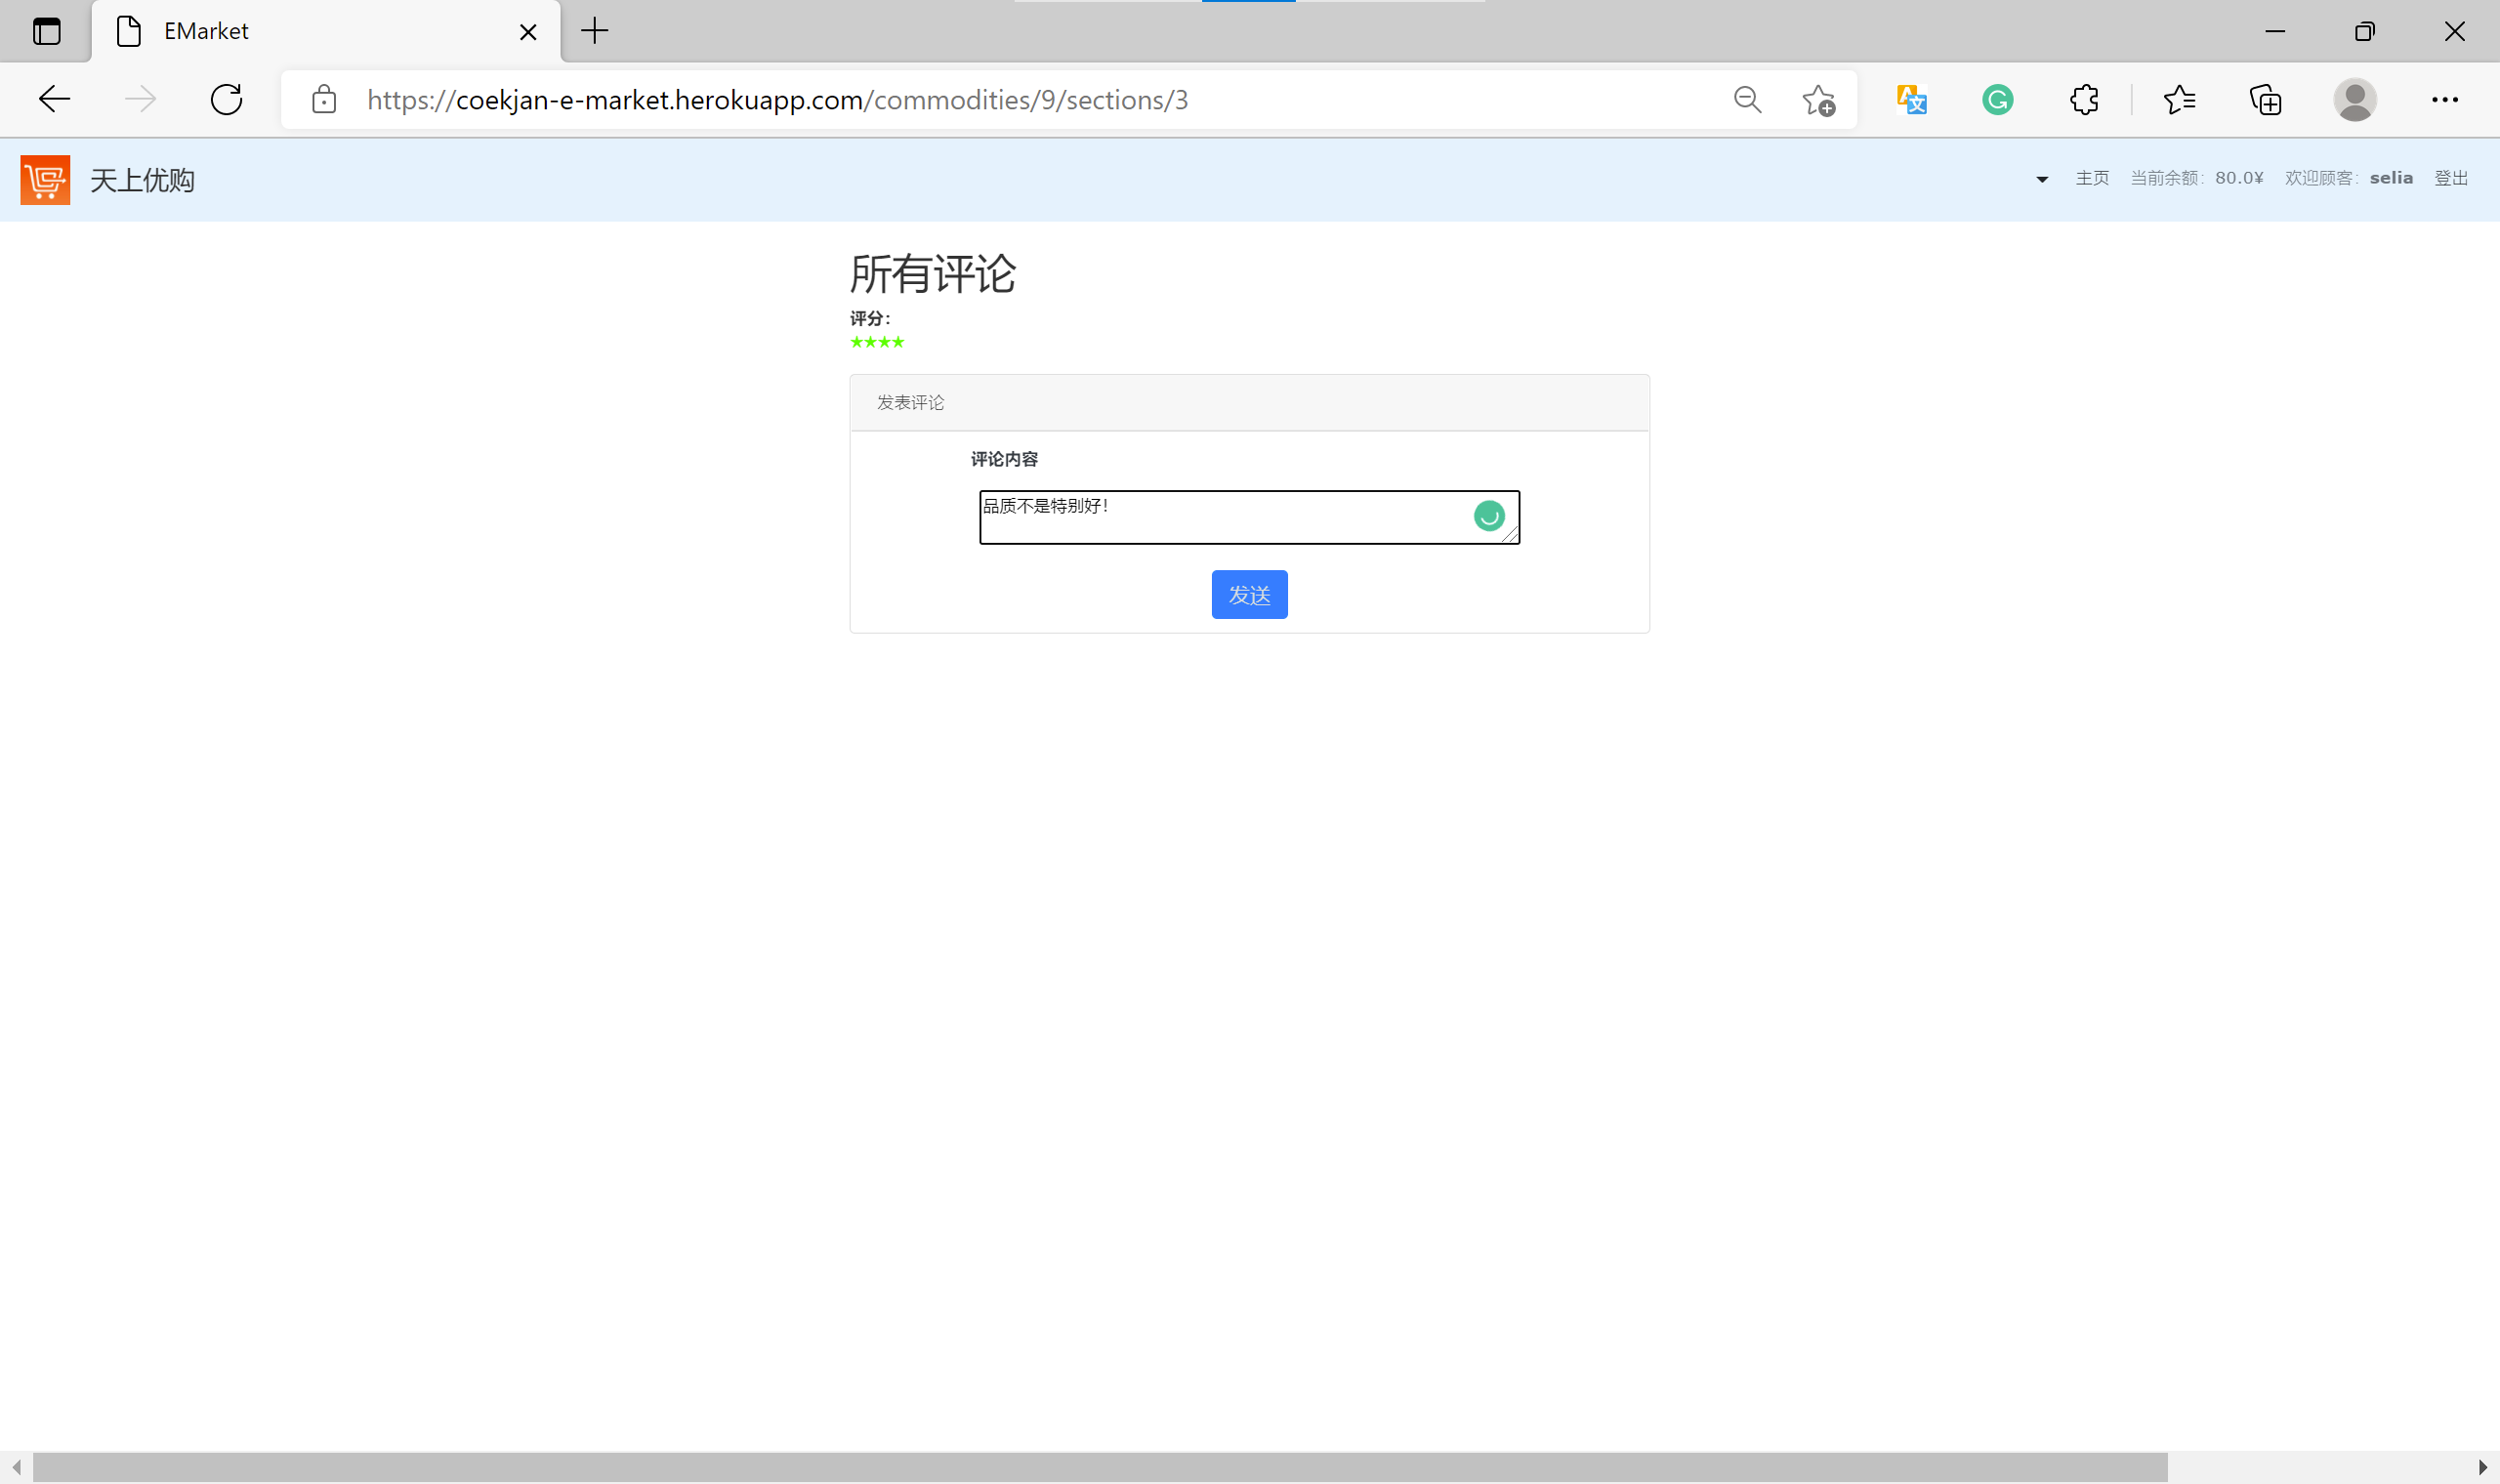 EMarket
https://coekjan-e-market.herokuapp.com/commodities/9/sections/3
天上优购
主页 当前余额: 80.0¥ 欢迎顾客: selia 登出
所有评论
评分:
★★★★
发表评论
评论内容
品质不是特别好!
发送